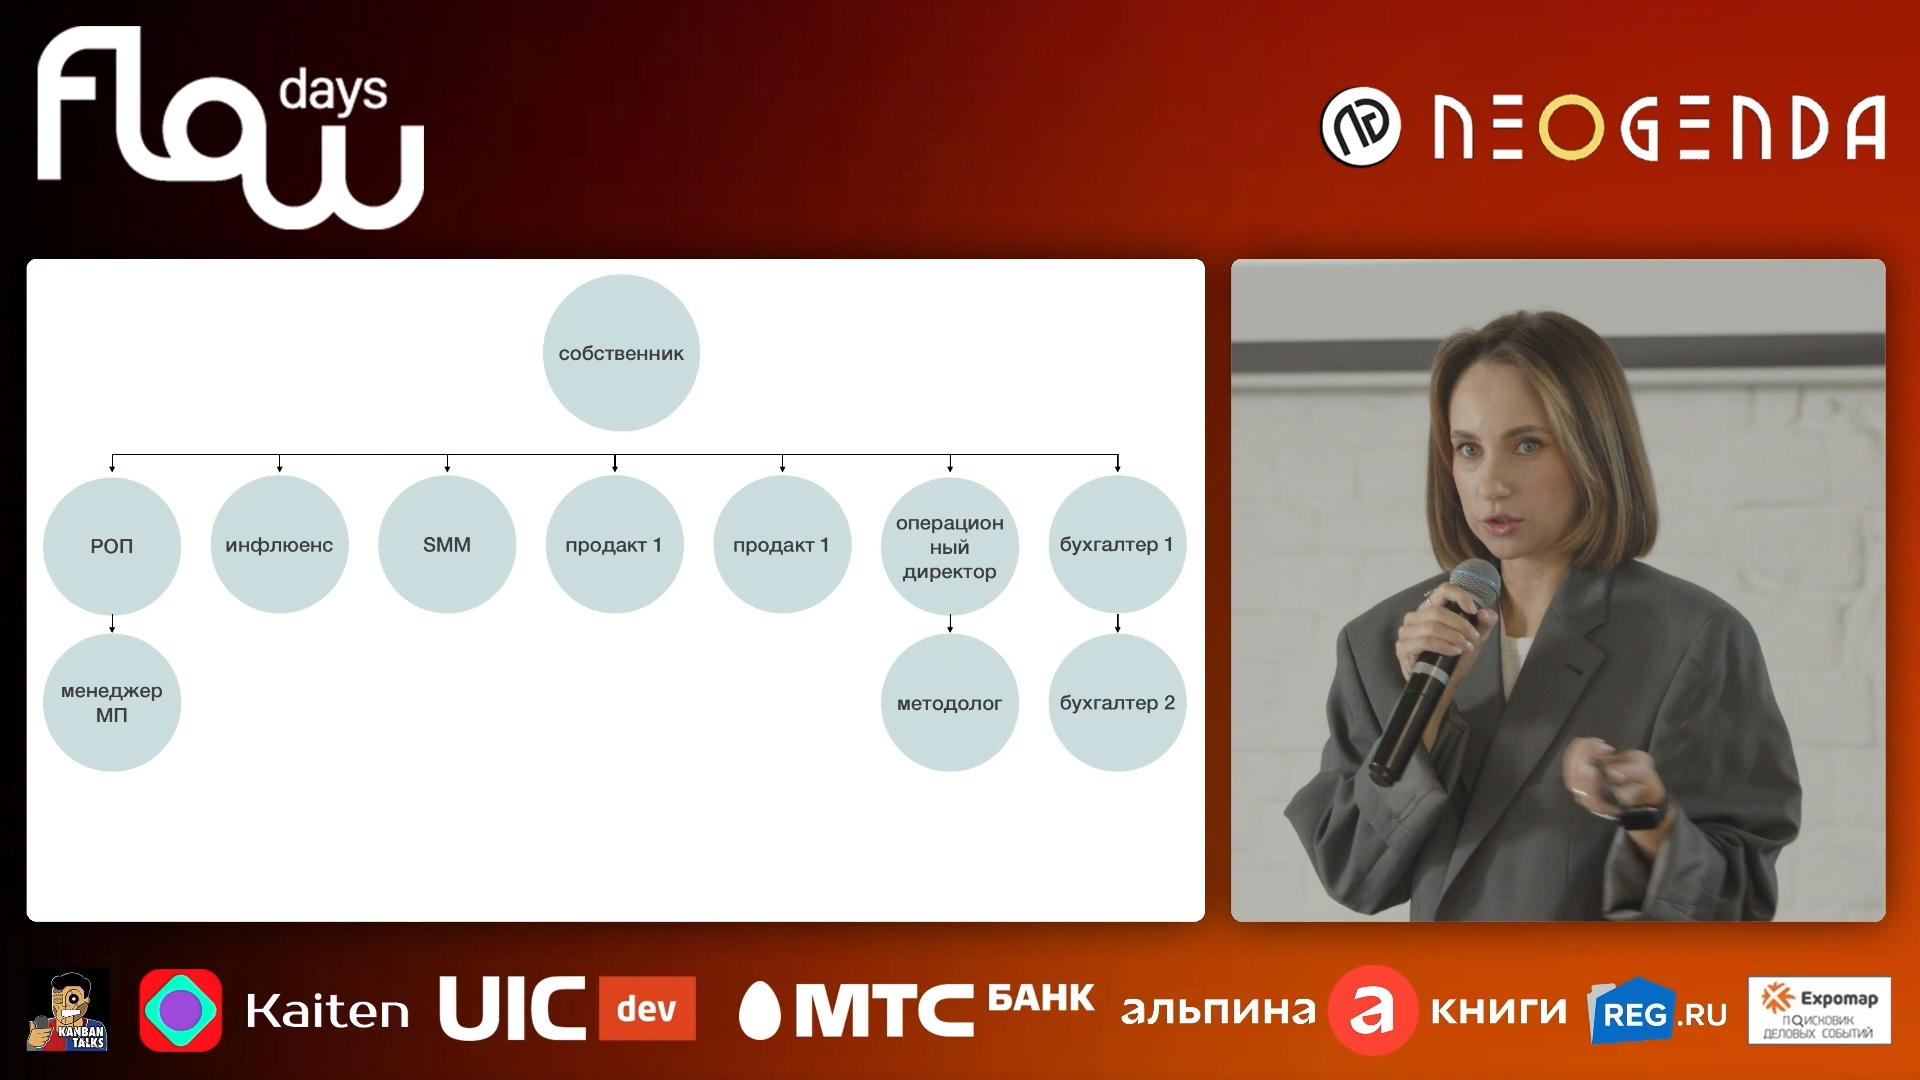 flow
days
NEOGENDA
собственник
РОП
инфлюенс
SMM
продакт 1
продакт 1
операцион
ный
директор
бухгалтер 1
менеджер
МП
методолог
бухгалтер 2
KANBAN
TALKS
Kaiten
UIC dev
МТС БАНК
альпина а книги
REG.RU
Expomap
ПОИСКОВИК
ДЕЛОВЫХ СОБЫТИЙ